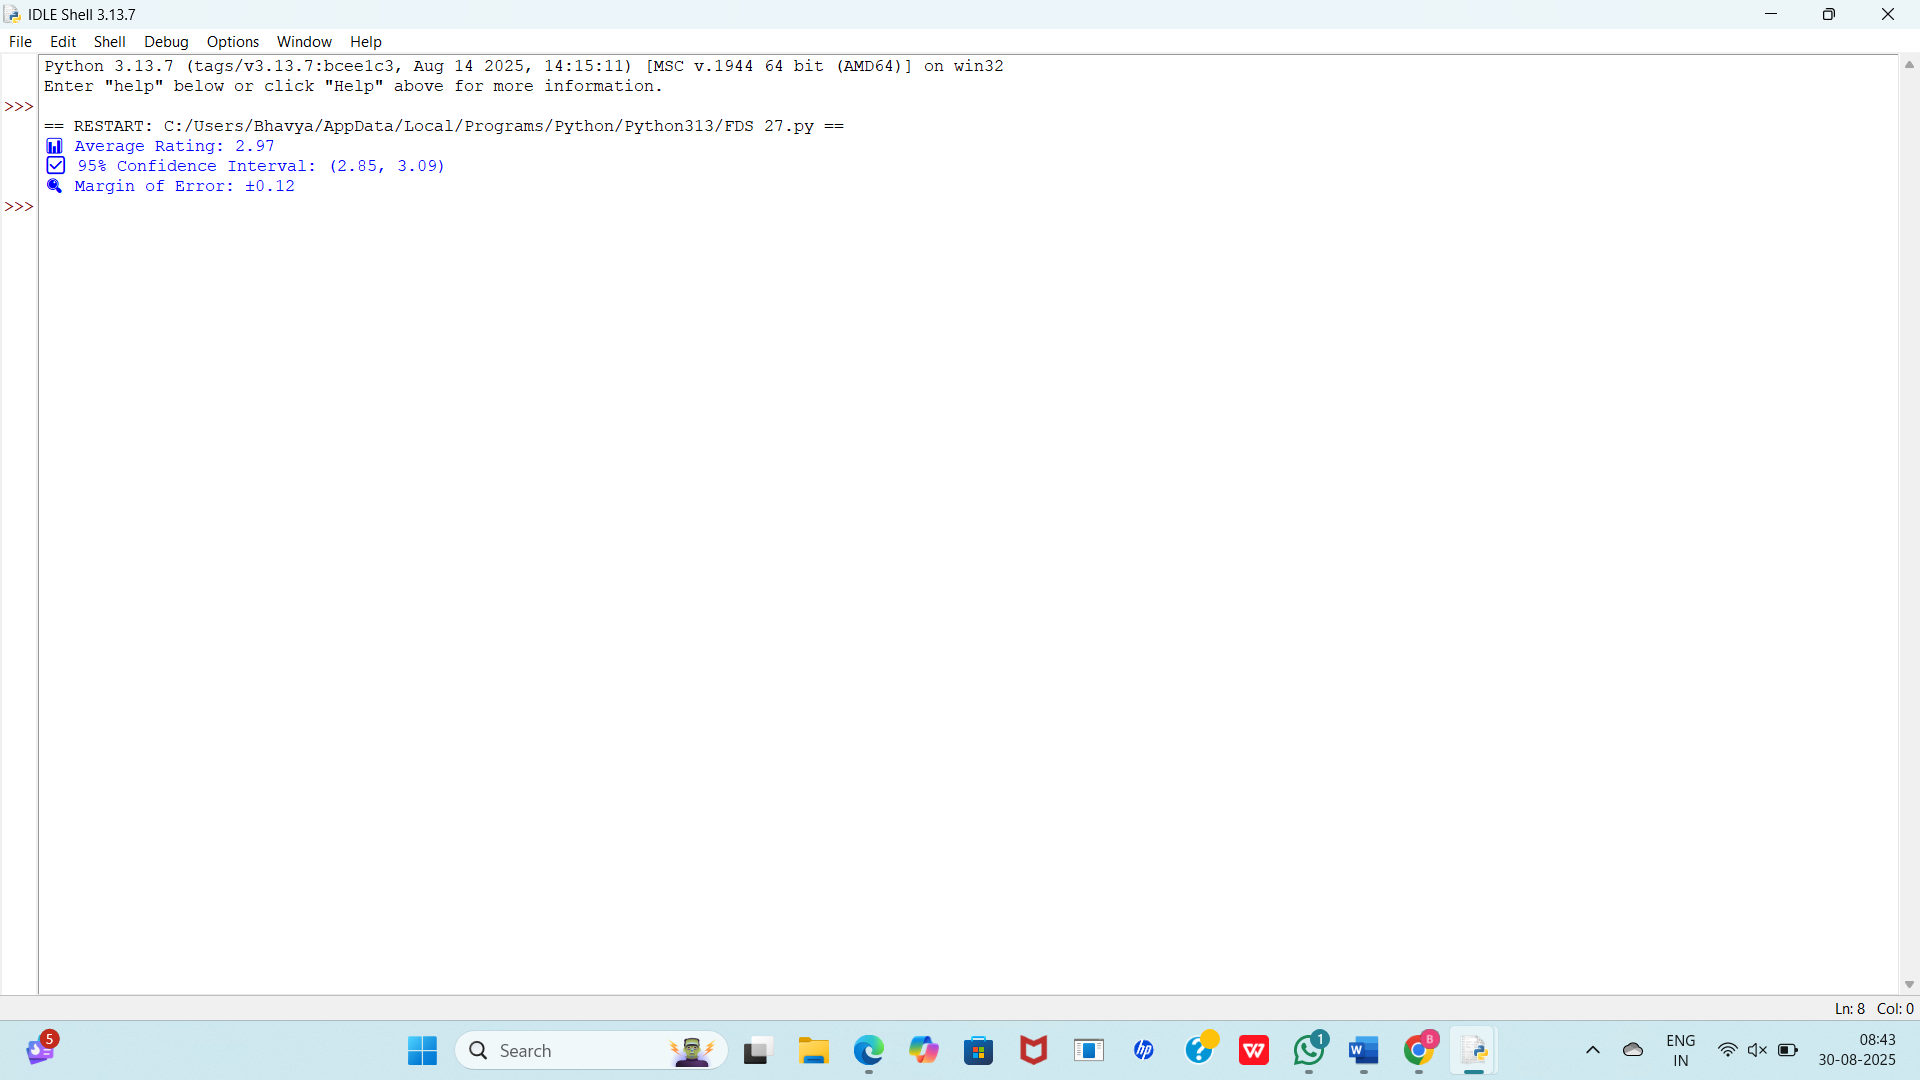 IDLE Shell 3.13.7
File Edit Shell Debug Options Window Help
Python 3.13.7 (tags/v3.13.7:bcee1c3, Aug 14 2025, 14:15:11) [MSC v.1944 64 bit (AMD64)] on win32
Enter "help" below or click "Help" above for more information.
>>>
== RESTART: C:/Users/Bhavya/AppData/Local/Programs/Python/Python313/FDS 27.py ==
📊 Average Rating: 2.97
☑ 95% Confidence Interval: (2.85, 3.09)
🔍 Margin of Error: ±0.12
>>>
Ln: 8 Col: 0
5
Search
hp
?
W
1
W
B
ENG
IN
08:43
30-08-2025